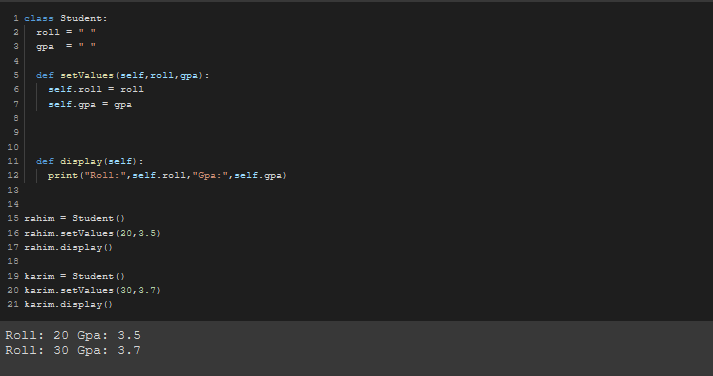 1 class Student:
2 roll = " "
3 gpa = " "
4
5 def setValues(self,roll,gpa):
6 self.roll = roll
7 self.gpa = gpa
8
9
10
11 def display(self):
12 print("Roll:",self.roll,"Gpa:",self.gpa)
13
14
15 rahim = Student()
16 rahim.setValues(20,3.5)
17 rahim.display()
18
19 karim = Student()
20 karim.setValues(30,3.7)
21 karim.display()
Roll: 20 Gpa: 3.5
Roll: 30 Gpa: 3.7